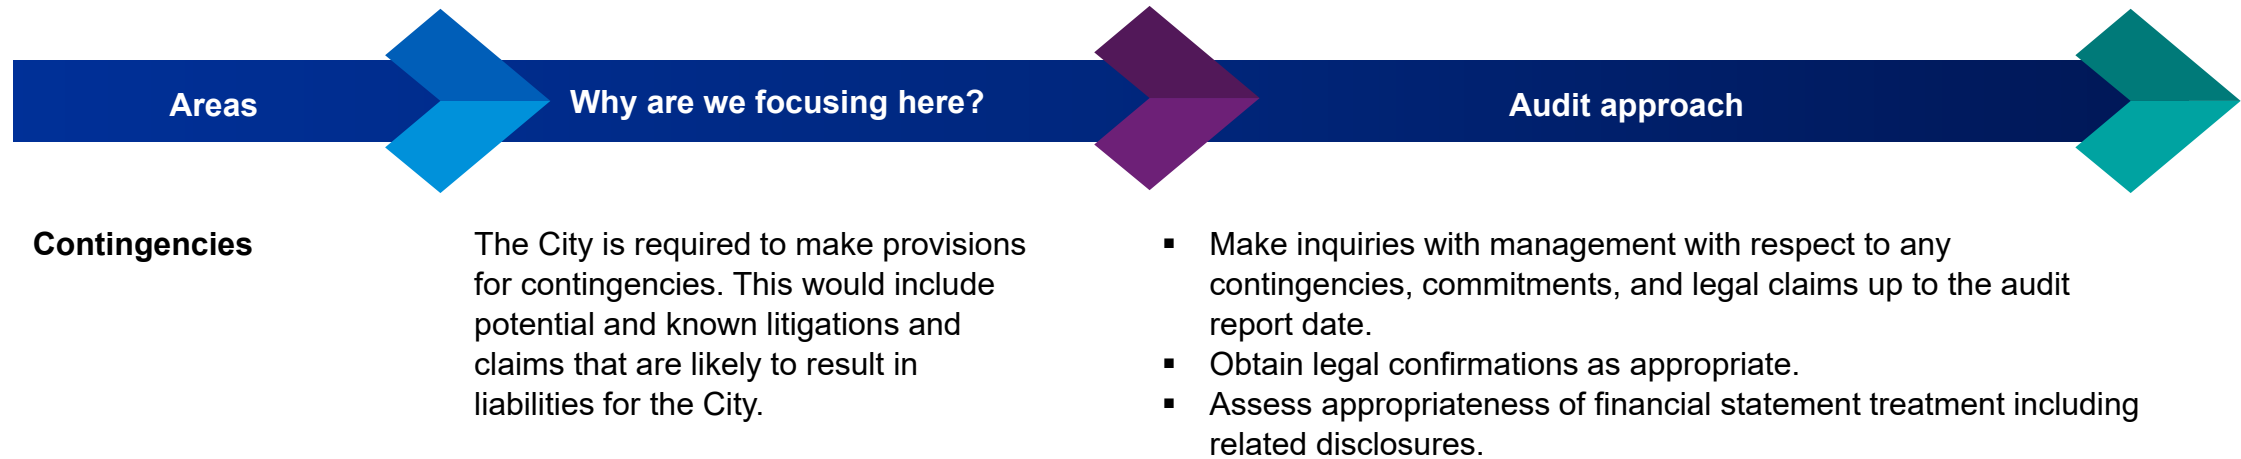 Areas
Why are we focusing here?
Audit approach
Contingencies
The City is required to make provisions
for contingencies. This would include
potential and known litigations and
claims that are likely to result in
liabilities for the City.
▪ Make inquiries with management with respect to any
contingencies, commitments, and legal claims up to the audit
report date.
▪ Obtain legal confirmations as appropriate.
▪ Assess appropriateness of financial statement treatment including
related disclosures.